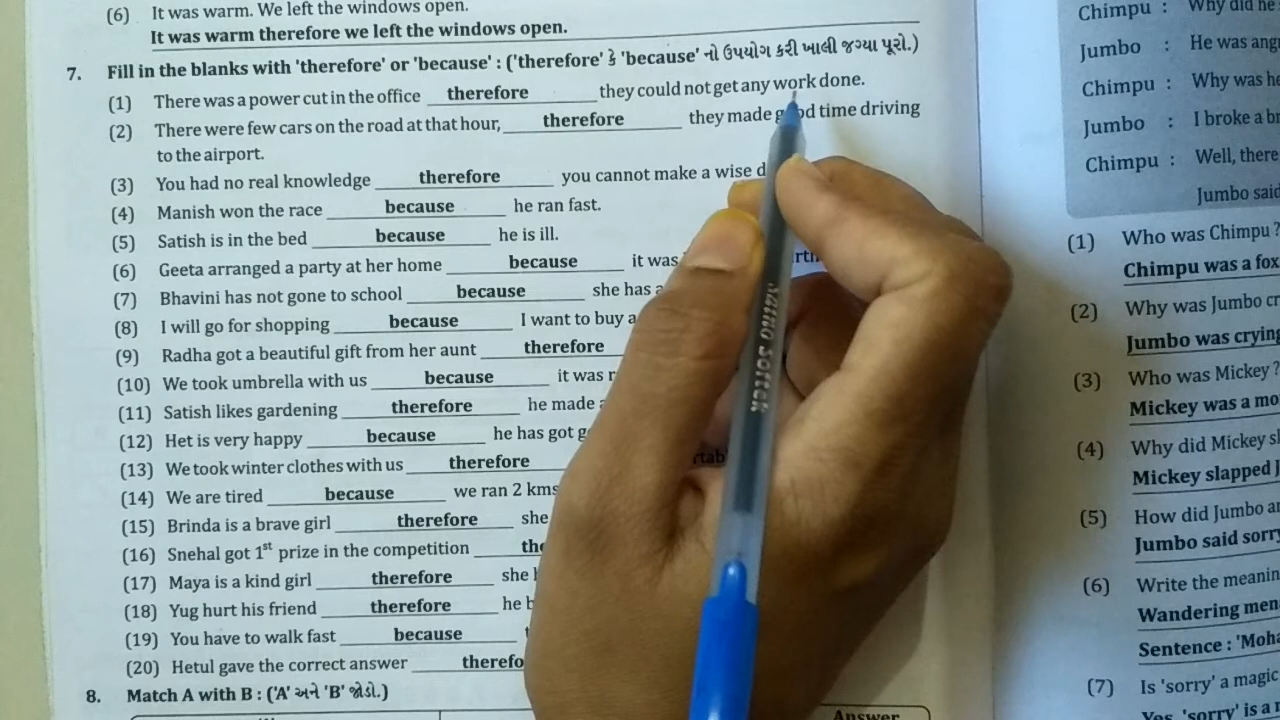 (6) It was warm. We left the windows open.
It was warm therefore we left the windows open.
7. Fill in the blanks with 'therefore' or 'because' : ('therefore' કે 'because' નો ઉપયોગ કરી ખાલી જગ્યા પૂરો.)
(1) There was a power cut in the office therefore they could not get any work done.
(2) There were few cars on the road at that hour, therefore they made good time driving
to the airport.
(3) You had no real knowledge therefore you cannot make a wise
(4) Manish won the race because he ran fast.
(5) Satish is in the bed because he is ill.
(6) Geeta arranged a party at her home because it was
(7) Bhavini has not gone to school because she has a
(8) I will go for shopping because I want to buy a
(9) Radha got a beautiful gift from her aunt therefore
(10) We took umbrella with us because it was
(11) Satish likes gardening therefore he made
(12) Het is very happy because he has got
(13) We took winter clothes with us therefore
(14) We are tired because we ran 2 kms
(15) Brinda is a brave girl therefore she
(16) Snehal got 1st prize in the competition
(17) Maya is a kind girl therefore she
(18) Yug hurt his friend therefore he
(19) You have to walk fast because
(20) Hetul gave the correct answer
8. Match A with B : ('A' અને 'B' જોડો.)
Answer
Chimpu : Why did he
Jumbo : He was
Chimpu : Why was he
Jumbo : I broke a
Chimpu : Well, there
Jumbo said
(1) Who was Chimpu ?
Chimpu was a fox
(2) Why was Jumbo
Jumbo was crying
(3) Who was Mickey ?
Mickey was a
(4) Why did Mickey
Mickey slapped
(5) How did Jumbo
Jumbo said sorry
(6) Write the
Wandering
Sentence :
(7) Is 'sorry' a magic
Yes, 'sorry' is a
Saino Softek